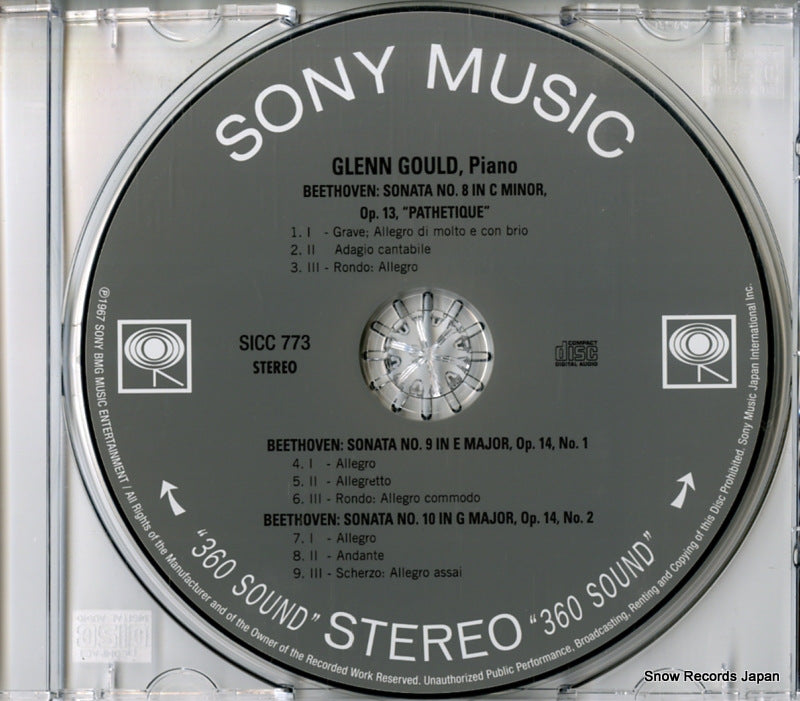 SONY MUSIC
GLENN GOULD, Piano
BEETHOVEN: SONATA NO. 8 IN C MINOR,
Op. 13, "PATHETIQUE"
1. I - Grave; Allegro di molto e con brio
2. II Adagio cantabile
3. III - Rondo: Allegro
SICC 773
STEREO
COMPACT
disc
DIGITAL AUDIO
BEETHOVEN: SONATA NO. 9 IN E MAJOR, Op. 14, No. 1
4. I - Allegro
5. II - Allegretto
6. III - Rondo: Allegro commodo
BEETHOVEN: SONATA NO. 10 IN G MAJOR, Op. 14, No. 2
7. I - Allegro
8. II - Andante
9. III - Scherzo: Allegro assai
"360 SOUND" STEREO "360 SOUND"
℗1967 SONY BMG MUSIC ENTERTAINMENT / All Rights of the Manufacturer and of the Owner of the Recorded Work Reserved. Unauthorized Public Performance, Broadcasting, Renting and Copying of this Disc Prohibited. Sony Music Japan International Inc.
Snow Records Japan